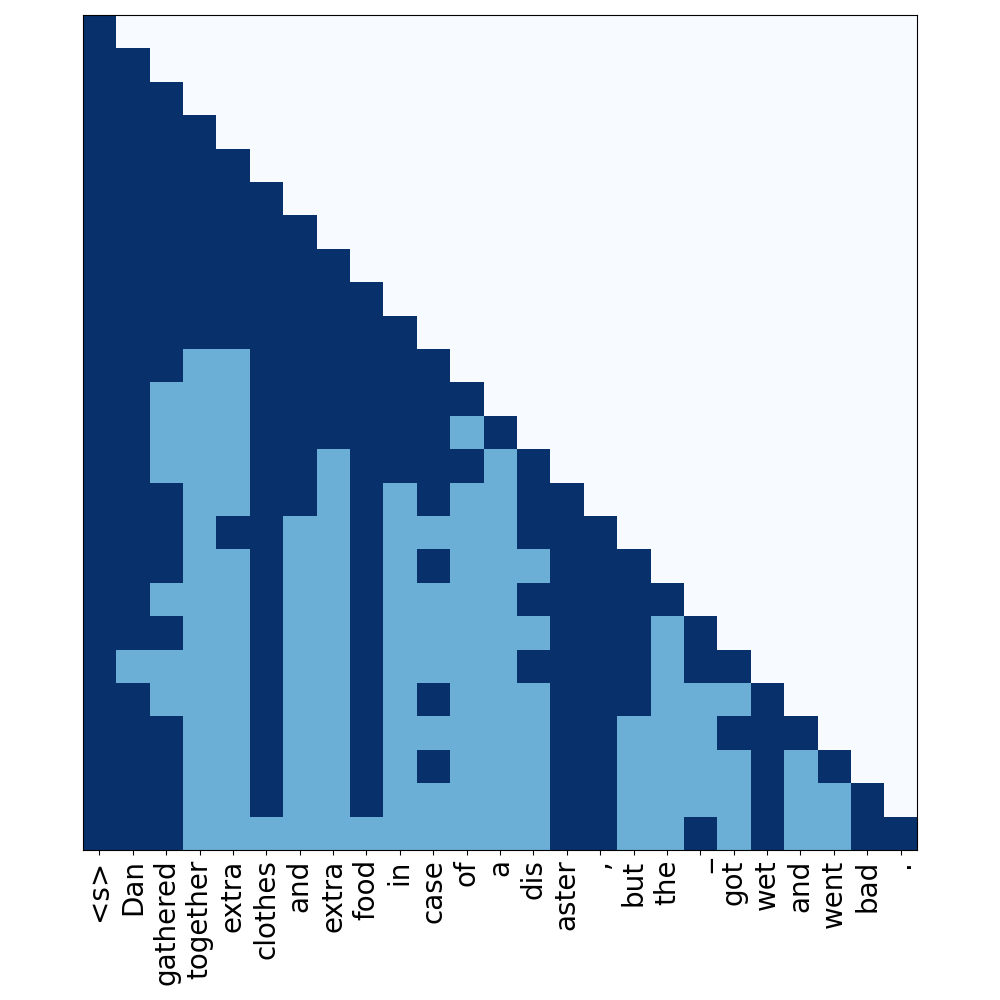 <s>
Dan
gathered
together
extra
clothes
and
extra
food
in
case
of
a
dis
aster
,
but
the
_
got
wet
and
went
bad
.